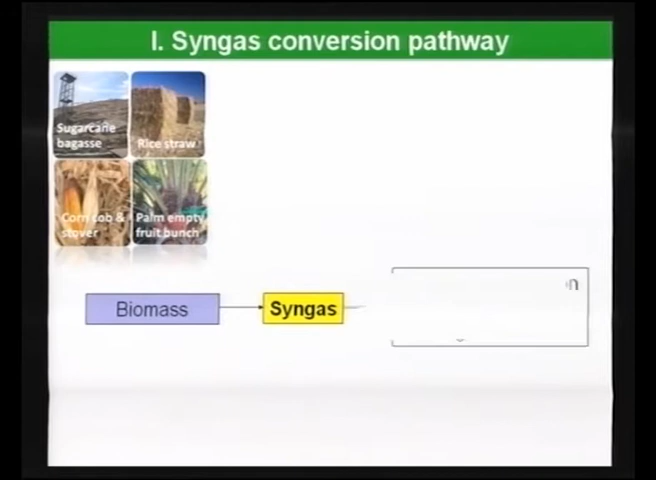 I. Syngas conversion pathway
Sugarcane
bagasse
Rice straw
Corn cob &
stover
Palm empty
fruit bunch
Biomass
Syngas